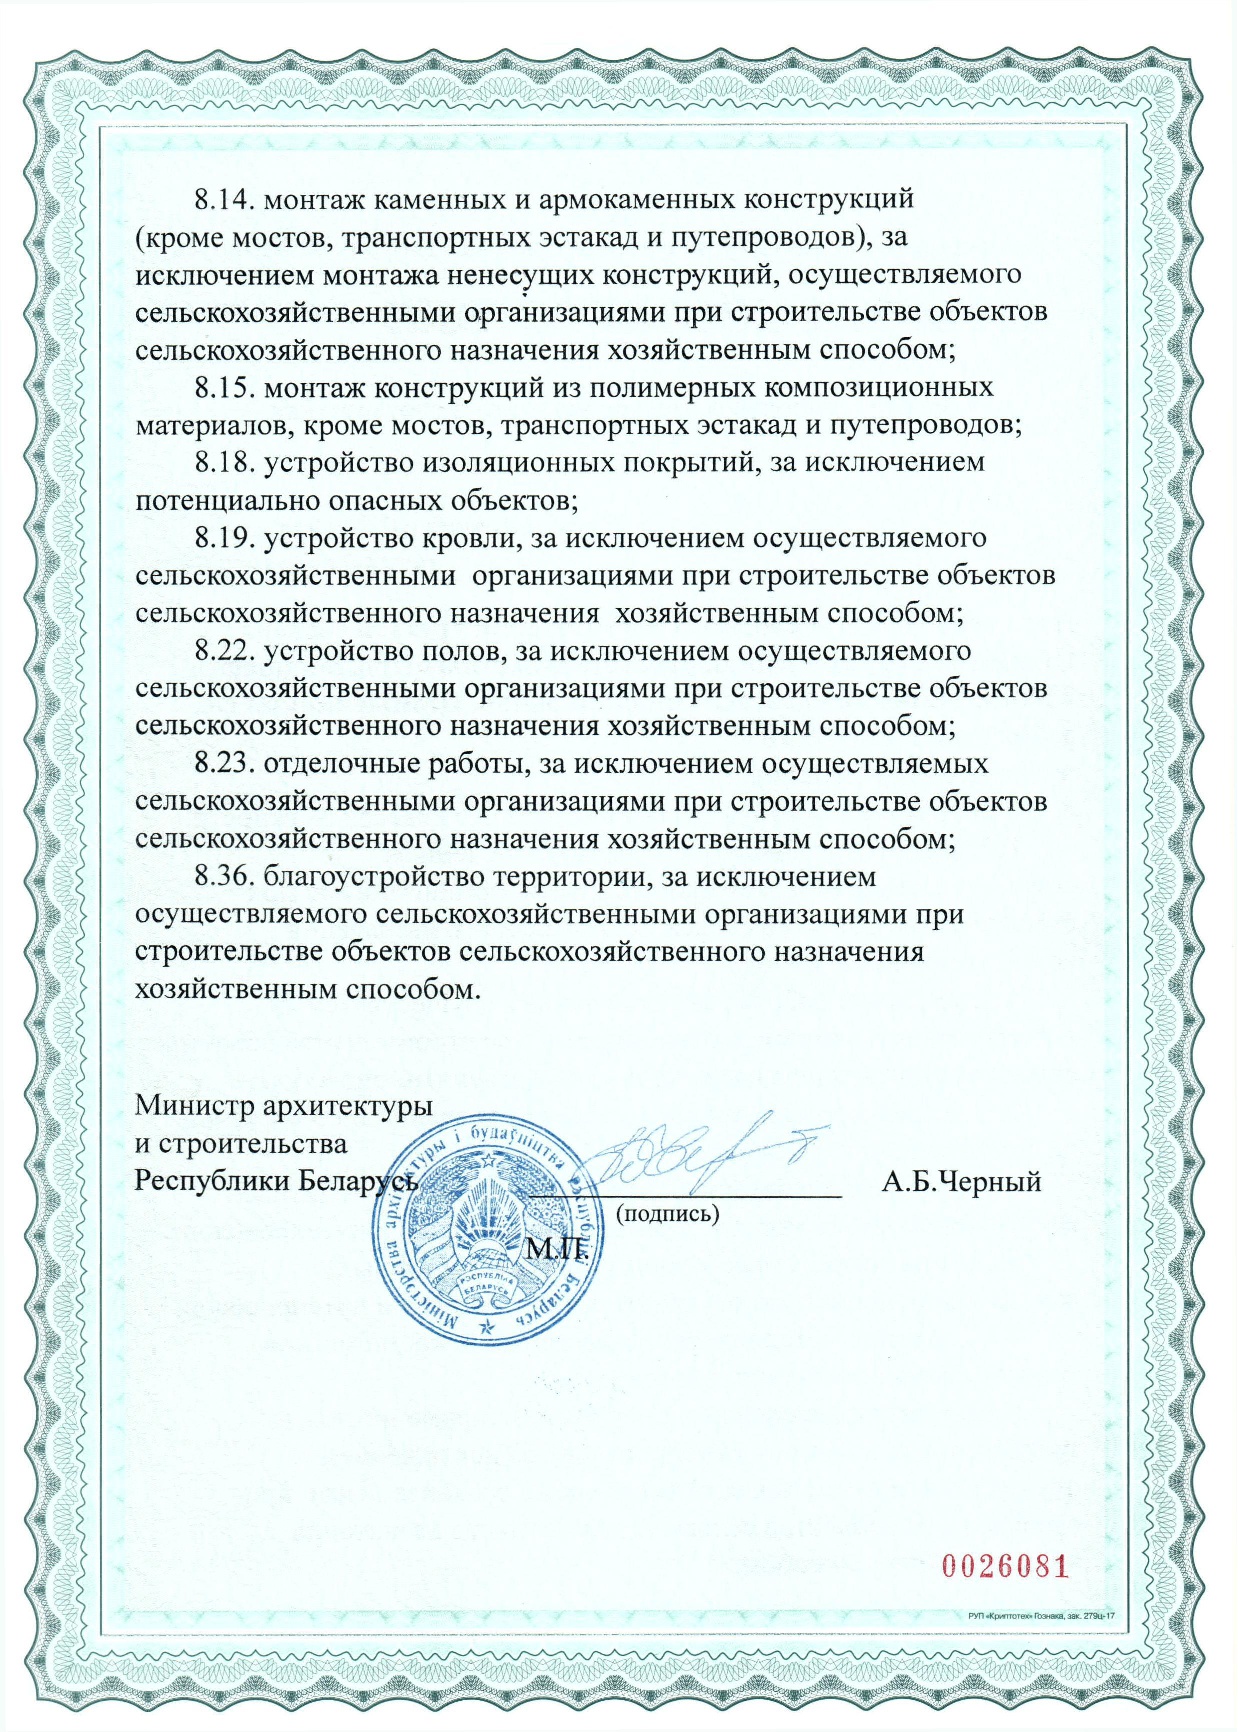 8.14. монтаж каменных и армокаменных конструкций
(кроме мостов, транспортных эстакад и путепроводов), за
исключением монтажа ненесущих конструкций, осуществляемого
сельскохозяйственными организациями при строительстве объектов
сельскохозяйственного назначения хозяйственным способом;
8.15. монтаж конструкций из полимерных композиционных
материалов, кроме мостов, транспортных эстакад и путепроводов;
8.18. устройство изоляционных покрытий, за исключением
потенциально опасных объектов;
8.19. устройство кровли, за исключением осуществляемого
сельскохозяйственными организациями при строительстве объектов
сельскохозяйственного назначения хозяйственным способом;
8.22. устройство полов, за исключением осуществляемого
сельскохозяйственными организациями при строительстве объектов
сельскохозяйственного назначения хозяйственным способом;
8.23. отделочные работы, за исключением осуществляемых
сельскохозяйственными организациями при строительстве объектов
сельскохозяйственного назначения хозяйственным способом;
8.36. благоустройство территории, за исключением
осуществляемого сельскохозяйственными организациями при
строительстве объектов сельскохозяйственного назначения
хозяйственным способом.
Министр архитектуры
и строительства
Республики Беларусь А.Б.Черный
(подпись)
М.П.
Міністэрства архітэктуры і будаўніцтва Рэспублікі Беларусь
РЭСПУБЛІКА
БЕЛАРУСЬ
0026081
РУП «Криптотех» Гознака, зак. 279ц-17